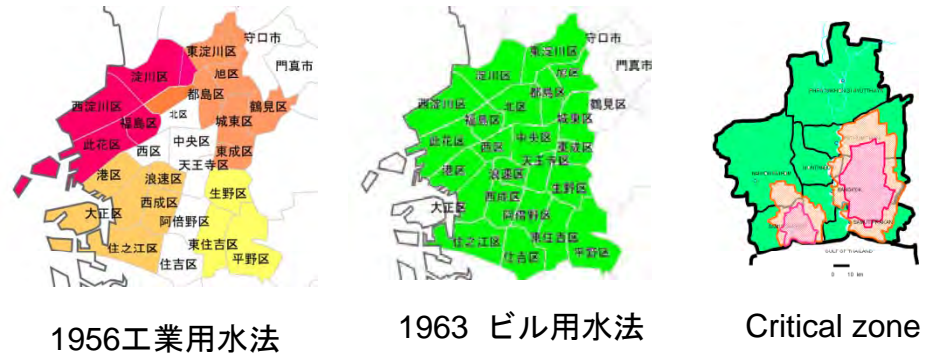 守口市
東淀川区
淀川区
旭区
門真市
都島区
鶴見区
西淀川区
北区
福島区
城東区
中央区
此花区
西区
東成区
天王寺区
港区
浪速区
生野区
西成区
大正区
阿倍野区
東住吉区
住之江区
平野区
住吉区
1956工業用水法
守口市
東淀川区
淀川区
旭区
門真市
都島区
西淀川区
北区
鶴見区
福島区
城東区
中央区
此花区
西区
東成区
天王寺区
港区
浪速区
生野区
西成区
大正区
阿倍野区
東住吉区
住之江区
平野区
住吉区
1963 ビル用水法
GULF OF THAILAND
0 10 km
Critical zone